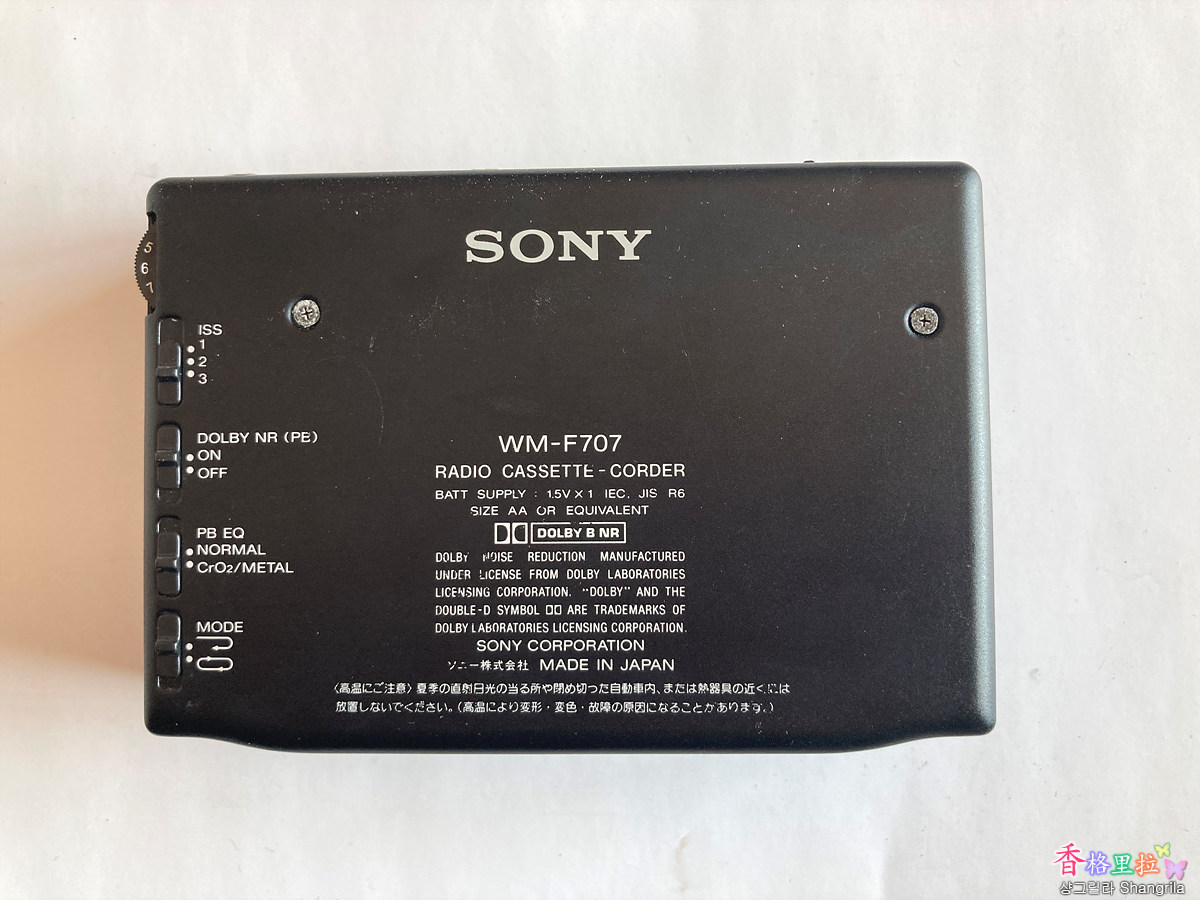 SONY
5
6
7
ISS
1
2
3
DOLBY NR (PB)
ON
OFF
PB EQ
NORMAL
CrO2/METAL
MODE
WM-F707
RADIO CASSETTE-CORDER
BATT SUPPLY : 1.5V X 1 IEC, JIS R6
SIZE AA OR EQUIVALENT
DOLBY B NR
DOLBY NOISE REDUCTION MANUFACTURED
UNDER LICENSE FROM DOLBY LABORATORIES
LICENSING CORPORATION. "DOLBY" AND THE
DOUBLE-D SYMBOL ARE TRADEMARKS OF
DOLBY LABORATORIES LICENSING CORPORATION.
SONY CORPORATION
ソニー株式会社 MADE IN JAPAN
〈高温にご注意〉夏季の直射日光の当る所や閉め切った自動車内、または熱器具の近くには
放置しないでください。(高温により変形・変色・故障の原因になることがあります。)
香格里拉
샹그릴라 Shangrila